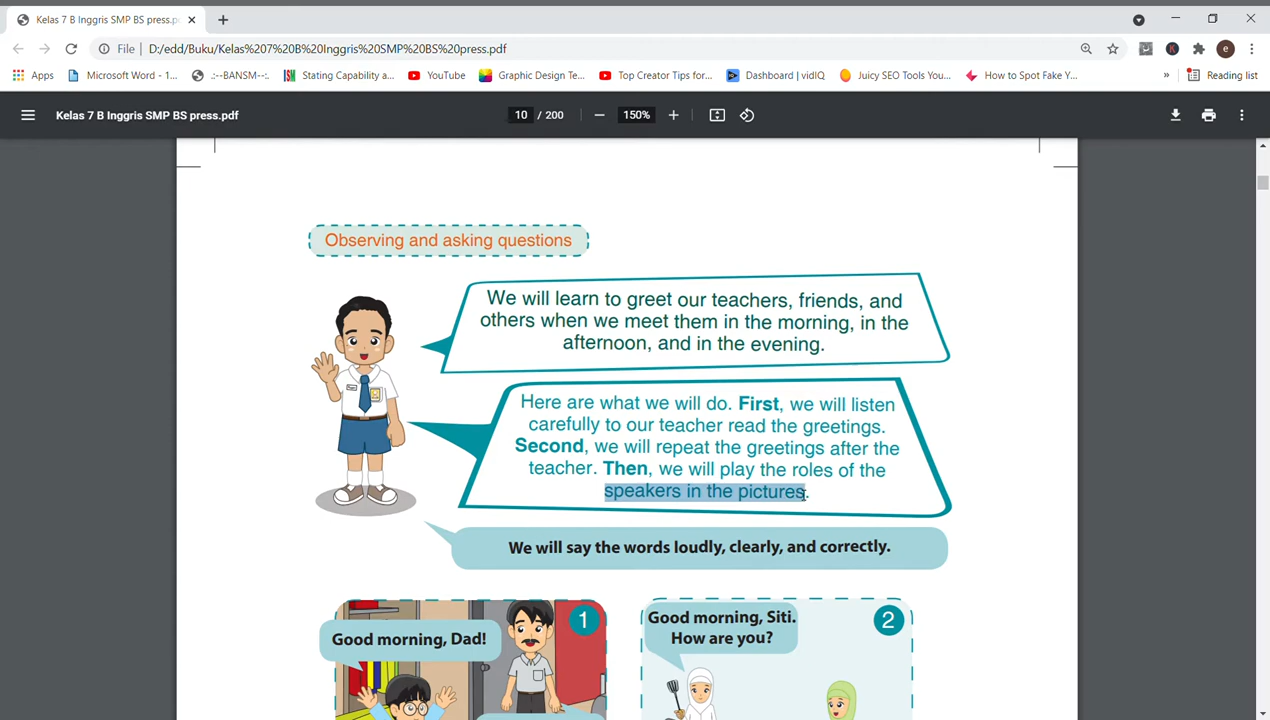 Kelas 7 B Inggris SMP BS press.p
File D:/edd/Buku/Kelas%207%20B%20Inggris%20SMP%20BS%20press.pdf
Apps Microsoft Word - 1... .:--BANSM--:. Stating Capability a... YouTube Graphic Design Te... Top Creator Tips for... Dashboard | vidIQ Juicy SEO Tools You... How to Spot Fake Y... » Reading list
Kelas 7 B Inggris SMP BS press.pdf 10 / 200 150%
Observing and asking questions
We will learn to greet our teachers, friends, and
others when we meet them in the morning, in the
afternoon, and in the evening.
Here are what we will do. First, we will listen
carefully to our teacher read the greetings.
Second, we will repeat the greetings after the
teacher. Then, we will play the roles of the
speakers in the pictures.
We will say the words loudly, clearly, and correctly.
1
Good morning, Dad!
2
Good morning, Siti.
How are you?